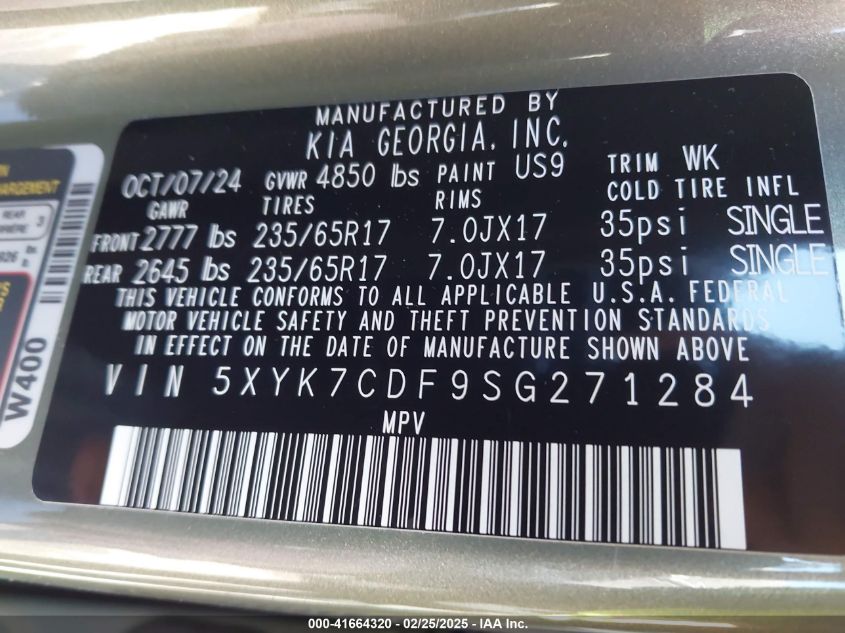 MANUFACTURED BY
KIA GEORGIA, INC.
OCT/07/24 GVWR 4850 lbs PAINT US9 TRIM WK
GAWR TIRES RIMS COLD TIRE INFL
FRONT 2777 lbs 235/65R17 7.0JX17 35psi SINGLE
REAR 2645 lbs 235/65R17 7.0JX17 35psi SINGLE
THIS VEHICLE CONFORMS TO ALL APPLICABLE U.S.A. FEDERAL
MOTOR VEHICLE SAFETY AND THEFT PREVENTION STANDARDS
IN EFFECT ON THE DATE OF MANUFACTURE SHOWN ABOVE
VIN 5XYK7CDF9SG271284
MPV
REAR
3
W400
000-41664320 - 02/25/2025 - IAA Inc.